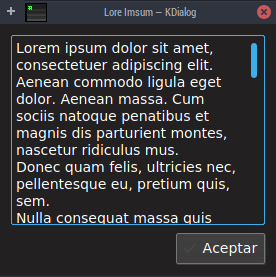 Lore Imsum – KDialog
Lorem ipsum dolor sit amet,
consectetuer adipiscing elit.
Aenean commodo ligula eget
dolor. Aenean massa. Cum
sociis natoque penatibus et
magnis dis parturient montes,
nascetur ridiculus mus.
Donec quam felis, ultricies nec,
pellentesque eu, pretium quis,
sem.
Nulla consequat massa quis
Aceptar